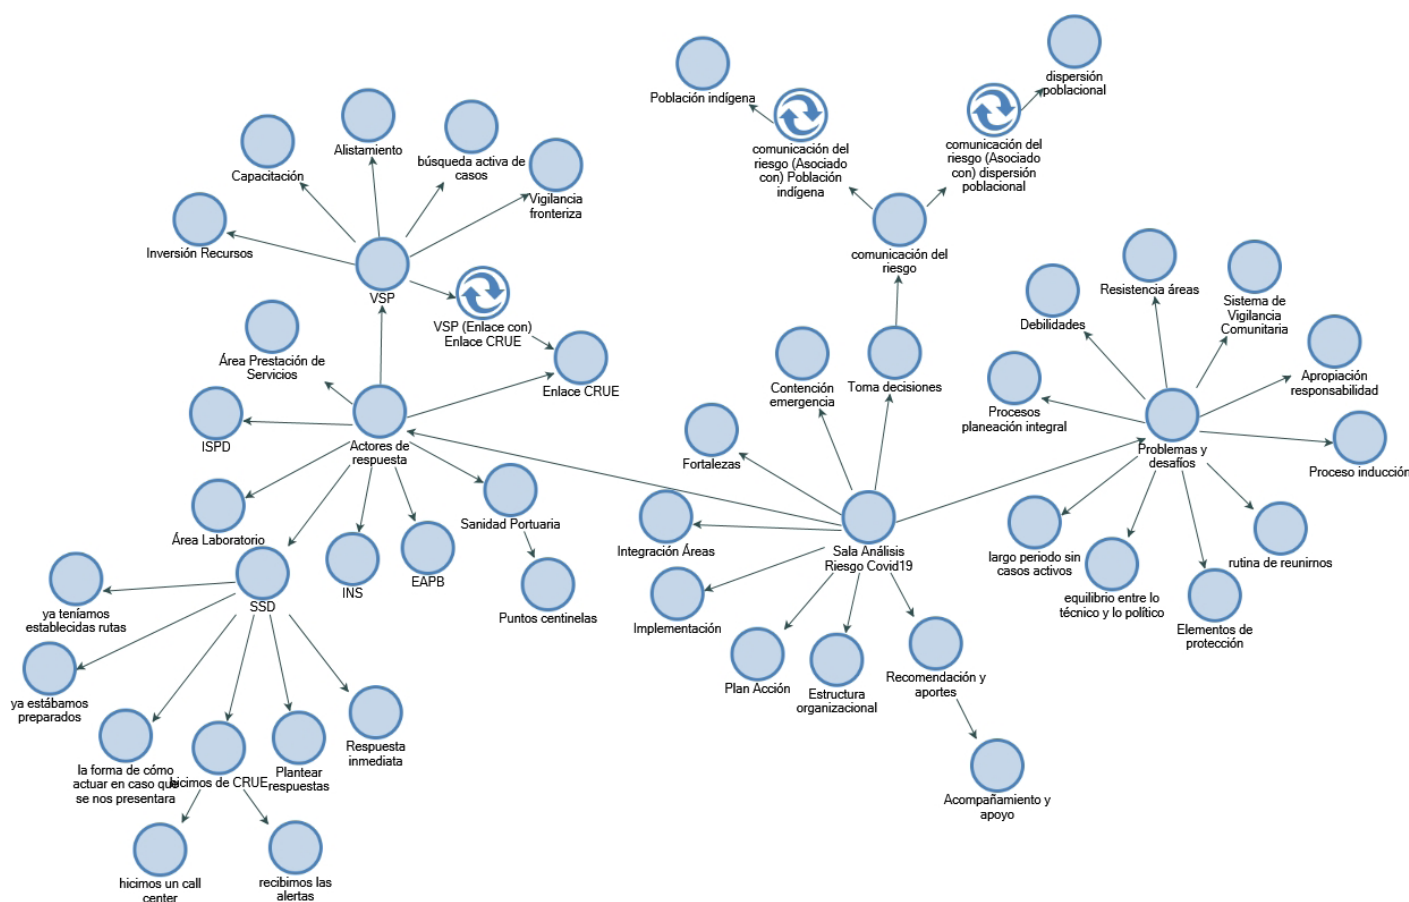 dispersión
poblacional
Población indígena
comunicación del
riesgo (Asociado
con) Población
indígena
comunicación del
riesgo (Asociado
con) dispersión
poblacional
Alistamiento
búsqueda activa de
casos
Capacitación
Vigilancia
fronteriza
Inversión Recursos
VSP
comunicación del
riesgo
Resistencia áreas
Sistema de
Vigilancia
Comunitaria
Debilidades
VSP (Enlace con)
Enlace CRUE
Área Prestación de
Servicios
Enlace CRUE
Contención
emergencia
Toma decisiones
Apropiación
responsabilidad
Procesos
planeación integral
ISPD
Actores de
respuesta
Fortalezas
Problemas y
desafíos
Proceso inducción
Área Laboratorio
Sanidad Portuaria
Integración Áreas
Sala Análisis
Riesgo Covid19
largo periodo sin
casos activos
rutina de reunirnos
SSD
INS
EAPB
Puntos centinelas
equilibrio entre lo
técnico y lo político
Elementos de
protección
ya teníamos
establecidas rutas
Implementación
Plan Acción
Estructura
organizacional
Recomendación y
aportes
ya estábamos
preparados
la forma de cómo
actuar en caso que
se nos presentara
hicimos de CRUE
Plantear
respuestas
Respuesta
inmediata
Acompañamiento y
apoyo
hicimos un call
center
recibimos las
alertas